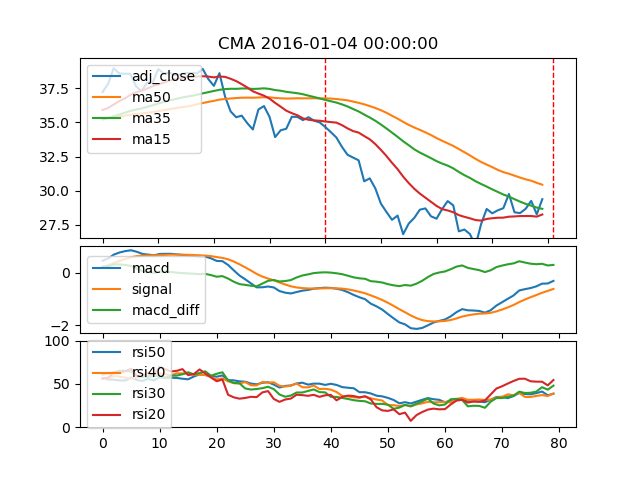 CMA 2016-01-04 00:00:00
37.5
35.0
32.5
30.0
27.5
adj_close
ma50
ma35
ma15
0
−2
macd
signal
macd_diff
100
50
0
rsi50
rsi40
rsi30
rsi20
0 10 20 30 40 50 60 70 80